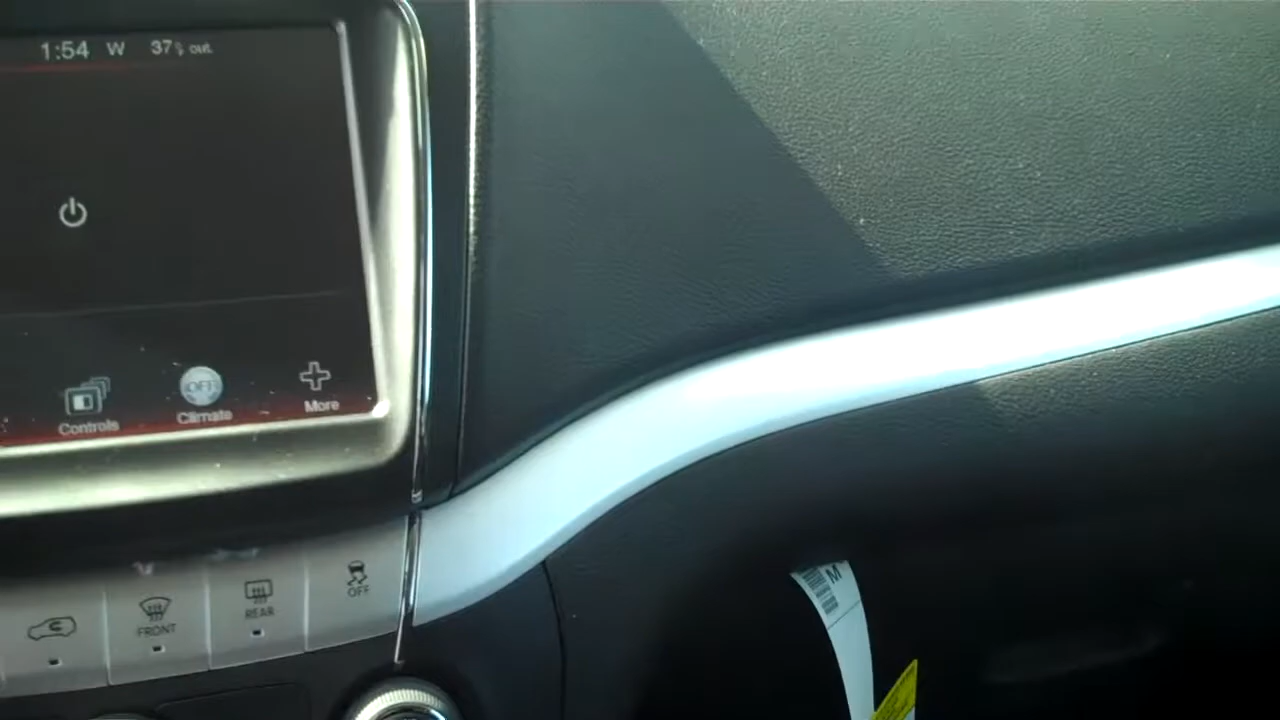 1:54 W 37° out
OFF
Controls Climate More
FRONT REAR OFF
M